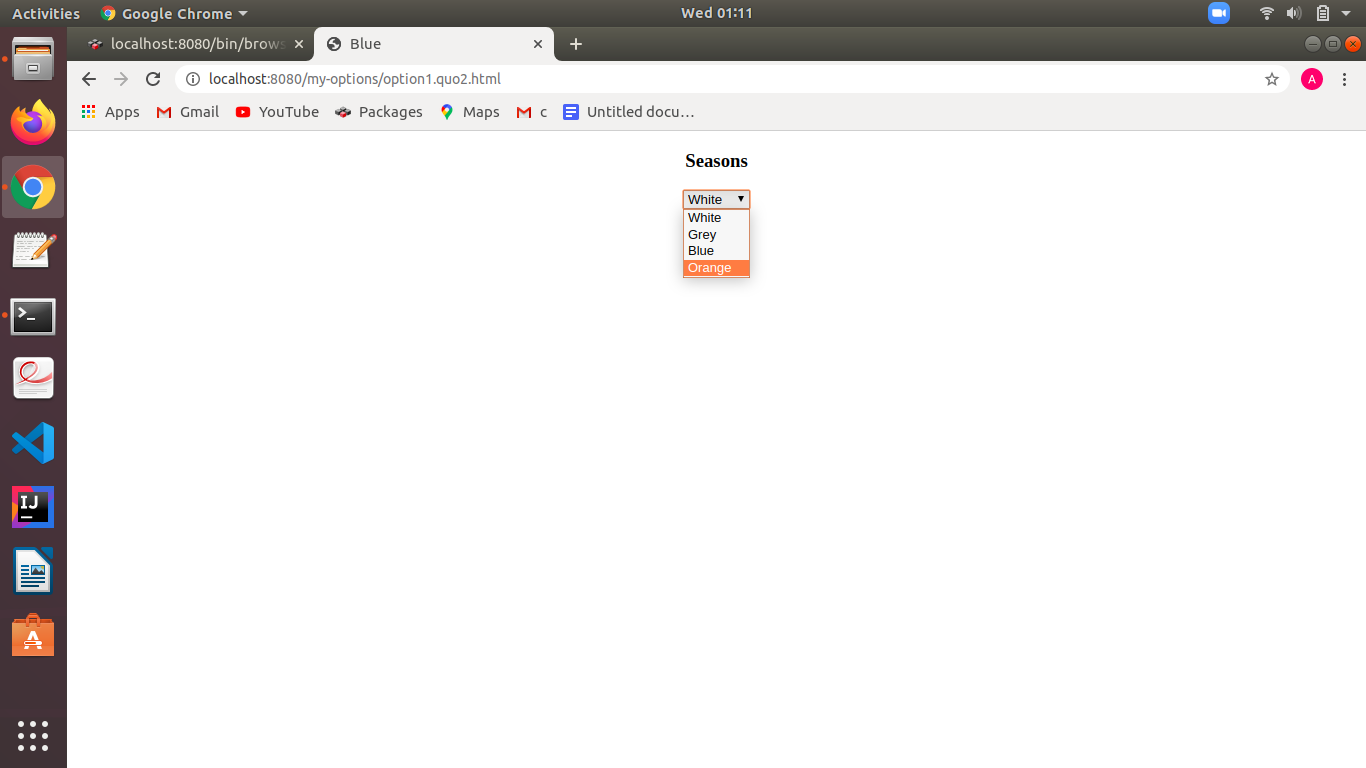 Activities Google Chrome Wed 01:11
localhost:8080/bin/brows Blue
localhost:8080/my-options/option1.quo2.html A
Apps Gmail YouTube Packages Maps c Untitled docu…
Seasons
White
White
Grey
Blue
Orange
IJ